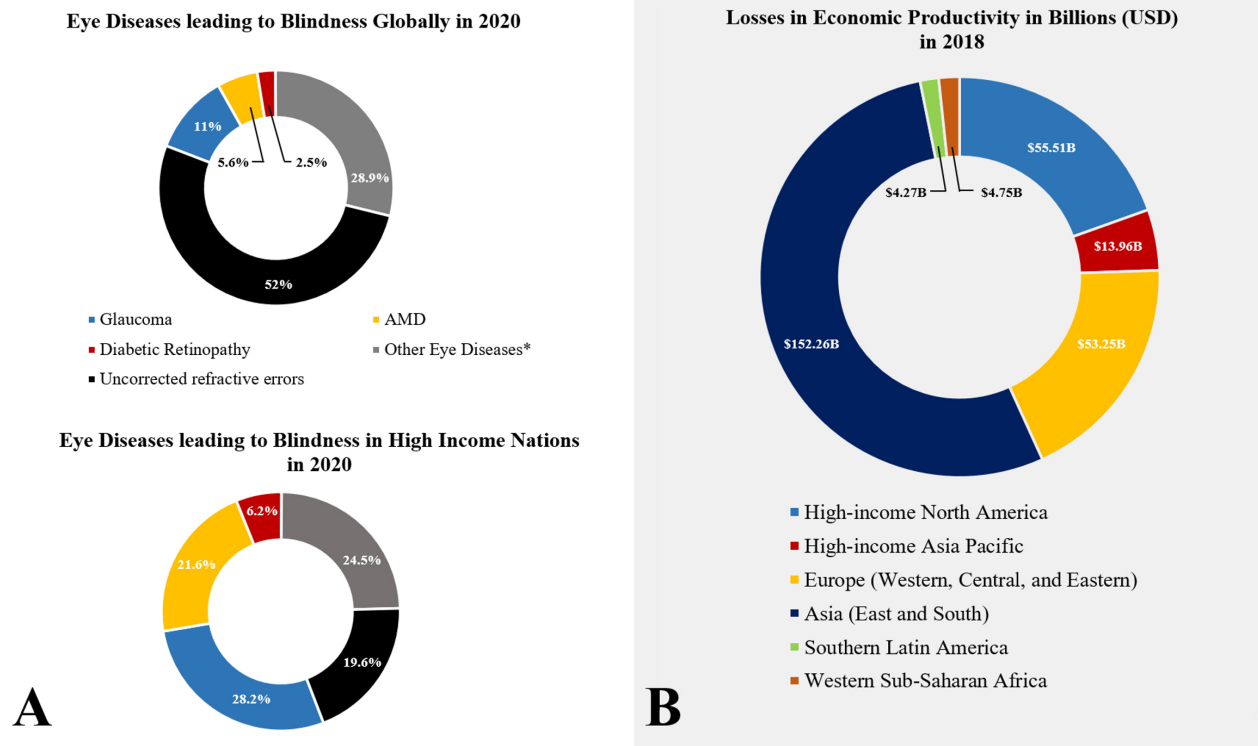 Eye Diseases leading to Blindness Globally in 2020
11%
5.6%
2.5%
28.9%
52%
Glaucoma
AMD
Diabetic Retinopathy
Other Eye Diseases*
Uncorrected refractive errors
Eye Diseases leading to Blindness in High Income Nations
in 2020
6.2%
21.6%
24.5%
19.6%
28.2%
A
Losses in Economic Productivity in Billions (USD)
in 2018
$55.51B
$4.27B
$4.75B
$13.96B
$152.26B
$53.25B
High-income North America
High-income Asia Pacific
Europe (Western, Central, and Eastern)
Asia (East and South)
Southern Latin America
Western Sub-Saharan Africa
B